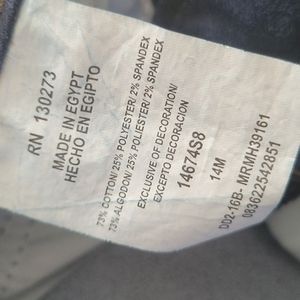 RN 130273
MADE IN EGYPT
HECHO EN EGIPTO
73% COTTON/ 25% POLYESTER/ 2% SPANDEX
73% ALGODON/ 25% POLIESTER/ 2% SPANDEX
EXCLUSIVE OF DECORATION/
EXCEPTO DECORACION
14674S8
14M
DD2-16B- MRMH39161
083622542851